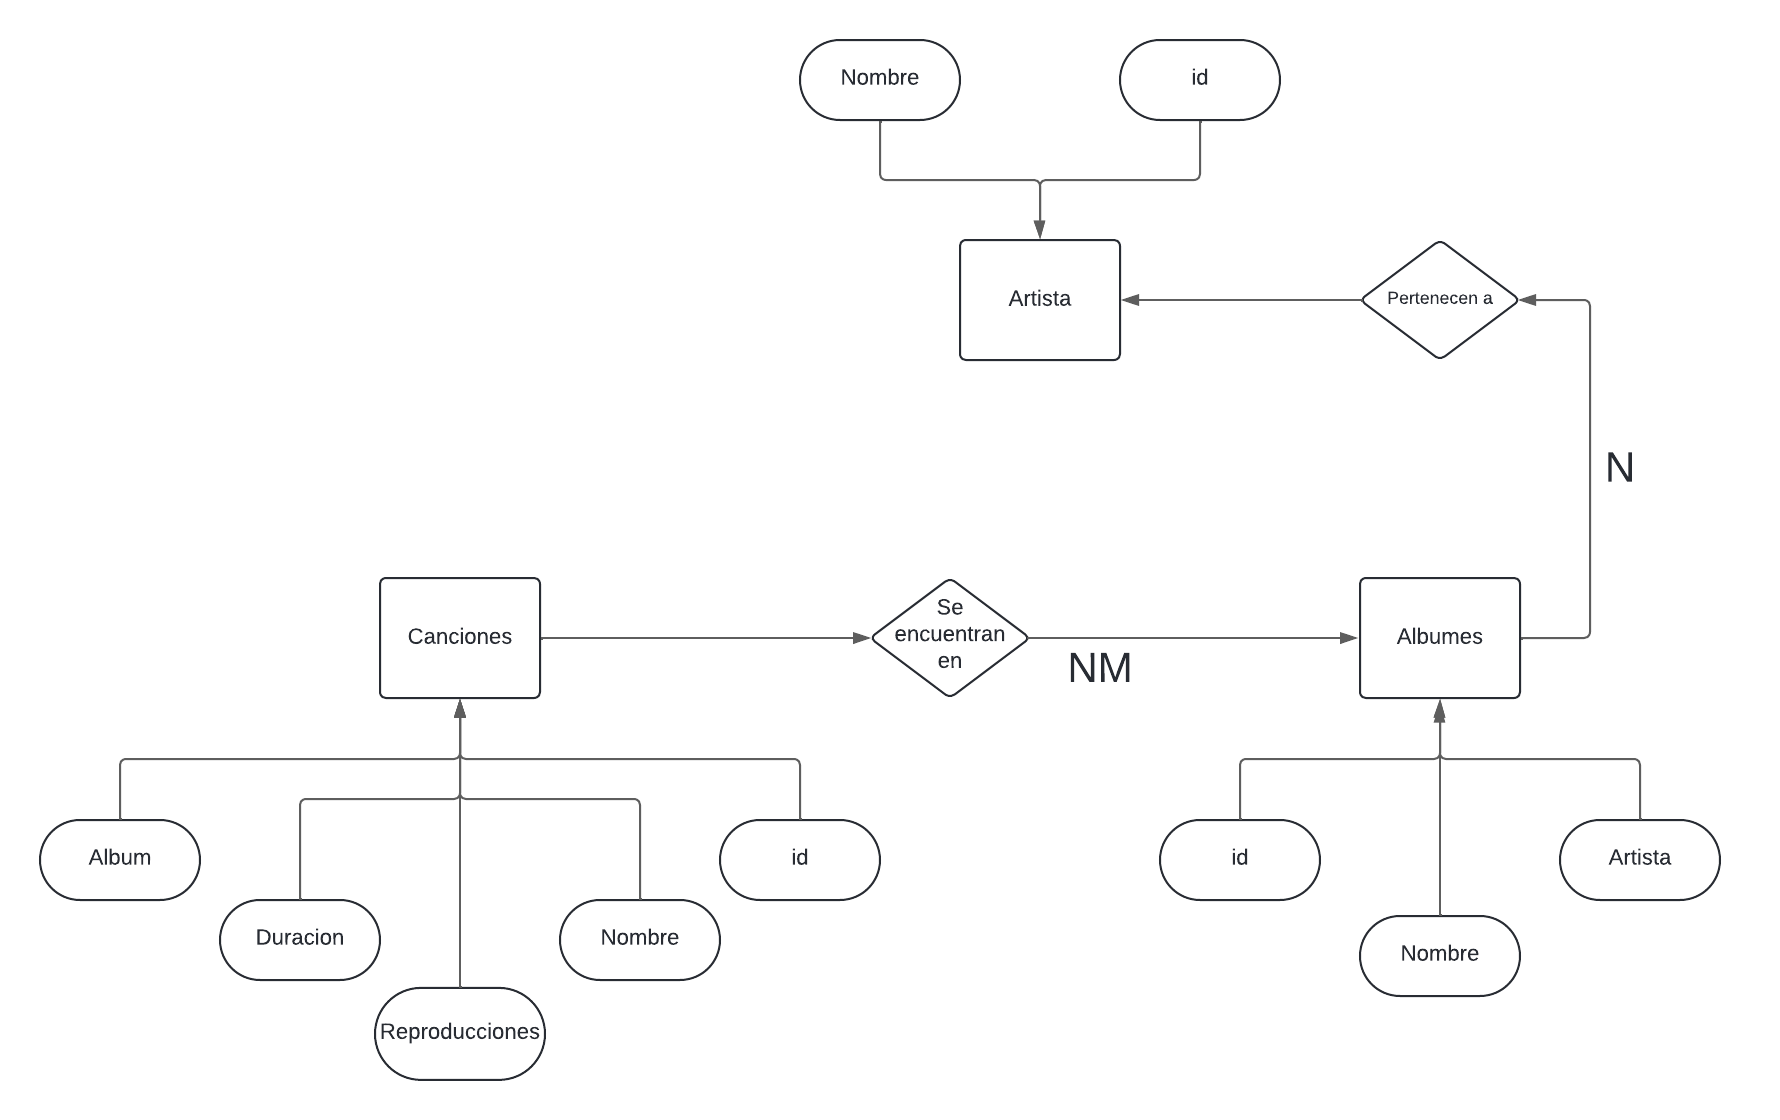 Nombre
id
Artista
Pertenecen a
N
Canciones
Se
encuentran
en
NM
Albumes
Album
id
id
Artista
Duracion
Nombre
Nombre
Reproducciones